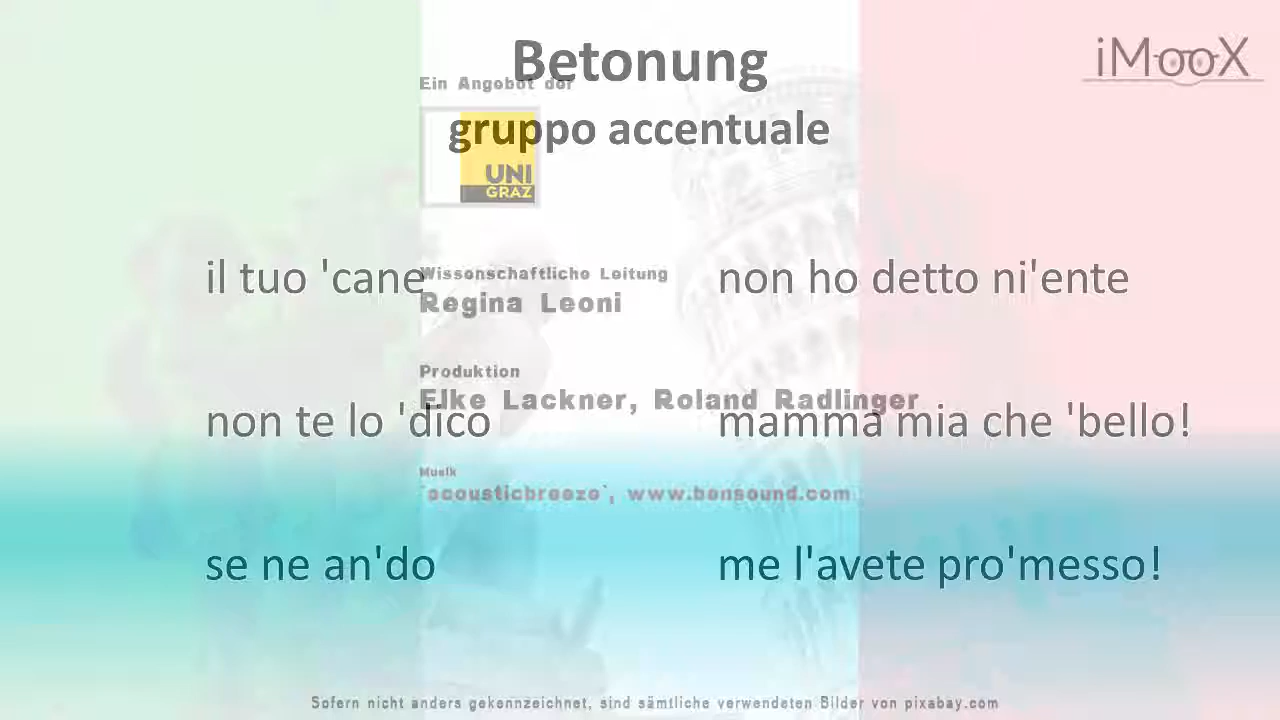 Betonung
iMooX
Ein Angebot der
gruppo accentuale
UNI
GRAZ
il tuo 'cane
non ho detto ni'ente
Wissenschaftliche Leitung
Regina Leoni
Produktion
Elke Lackner, Roland Radlinger
non te lo 'dico
mamma mia che 'bello!
Musik
`acousticbreeze`, www.bensound.com
se ne an'do
me l'avete pro'messo!
Sofern nicht anders gekennzeichnet, sind sämtliche verwendeten Bilder von pixabay.com